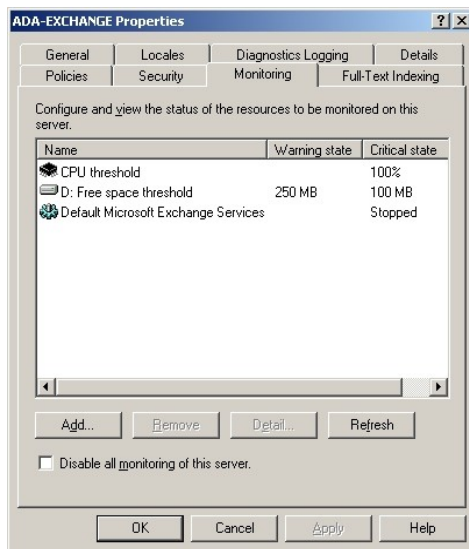 ADA-EXCHANGE Properties
General Locales Diagnostics Logging Details
Policies Security Monitoring Full-Text Indexing
Configure and view the status of the resources to be monitored on this
server.
Name Warning state Critical state
CPU threshold 100%
D: Free space threshold 250 MB 100 MB
Default Microsoft Exchange Services Stopped
Add... Remove Detail... Refresh
Disable all monitoring of this server.
OK Cancel Apply Help